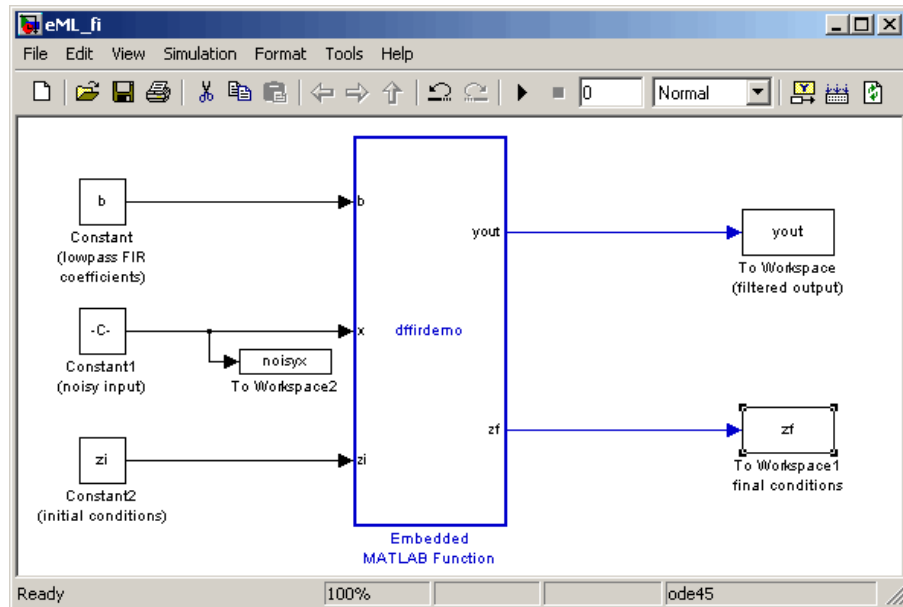 eML_fi
File Edit View Simulation Format Tools Help
0 Normal
b
Constant
(lowpass FIR
coefficients)
-C-
Constant1
(noisy input)
noisyx
To Workspace2
zi
Constant2
(initial conditions)
b
x
zi
dffirdemo
yout
zf
Embedded
MATLAB Function
yout
To Workspace
(filtered output)
zf
To Workspace1
final conditions
Ready 100% ode45